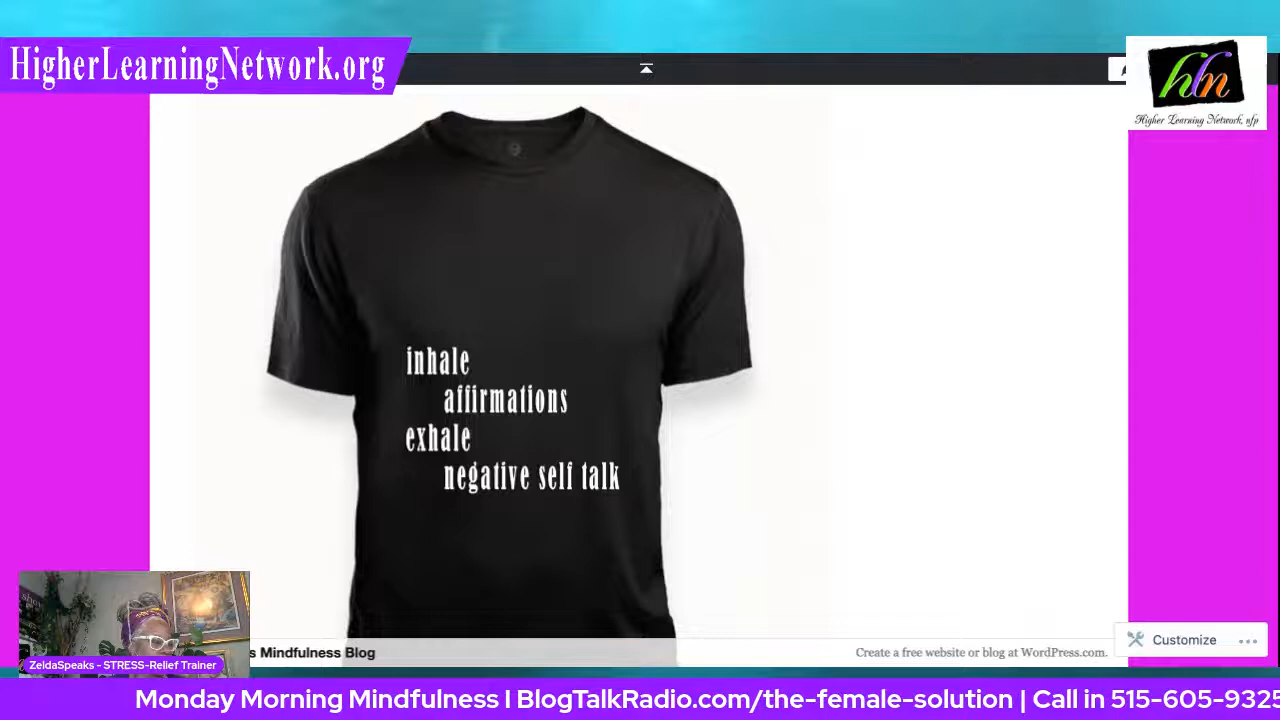 HigherLearningNetwork.org
hln
Higher Learning Network, nfp
inhale
affirmations
exhale
negative self talk
s Mindfulness Blog
Create a free website or blog at WordPress.com.
Customize
ZeldaSpeaks - STRESS-Relief Trainer
Monday Morning Mindfulness I BlogTalkRadio.com/the-female-solution | Call in 515-605-9325